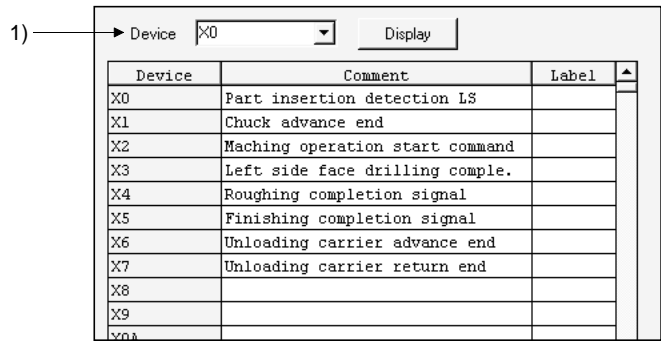 1) Device X0 Display
Device Comment Label
X0 Part insertion detection LS
X1 Chuck advance end
X2 Maching operation start command
X3 Left side face drilling comple.
X4 Roughing completion signal
X5 Finishing completion signal
X6 Unloading carrier advance end
X7 Unloading carrier return end
X8
X9
X0A